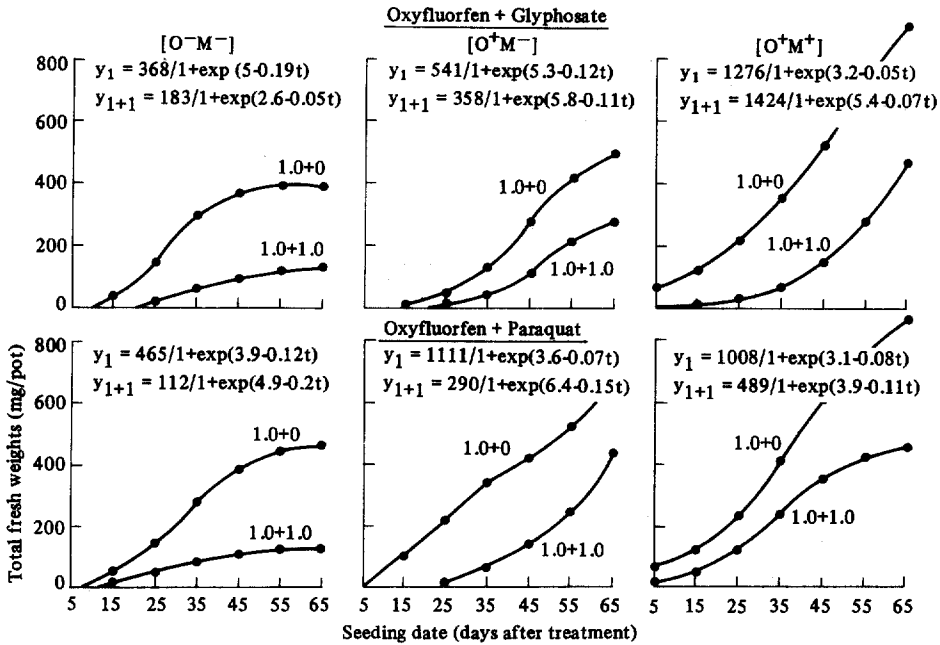 Oxyfluorfen + Glyphosate
[O⁻M⁻]
[O⁺M⁻]
[O⁺M⁺]
y₁ = 368/1+exp (5-0.19t)
y₁₊₁ = 183/1+exp(2.6-0.05t)
y₁ = 541/1+exp(5.3-0.12t)
y₁₊₁ = 358/1+exp(5.8-0.11t)
y₁ = 1276/1+exp(3.2-0.05t)
y₁₊₁ = 1424/1+exp(5.4-0.07t)
800
600
400
200
0
1.0+0
1.0+1.0
1.0+0
1.0+1.0
1.0+0
1.0+1.0
Oxyfluorfen + Paraquat
y₁ = 465/1+exp(3.9-0.12t)
y₁₊₁ = 112/1+exp(4.9-0.2t)
y₁ = 1111/1+exp(3.6-0.07t)
y₁₊₁ = 290/1+exp(6.4-0.15t)
y₁ = 1008/1+exp(3.1-0.08t)
y₁₊₁ = 489/1+exp(3.9-0.11t)
800
600
400
200
0
1.0+0
1.0+1.0
1.0+0
1.0+1.0
1.0+0
1.0+1.0
5 15 25 35 45 55 65
5 15 25 35 45 55 65
5 15 25 35 45 55 65
Total fresh weights (mg/pot)
Seeding date (days after treatment)